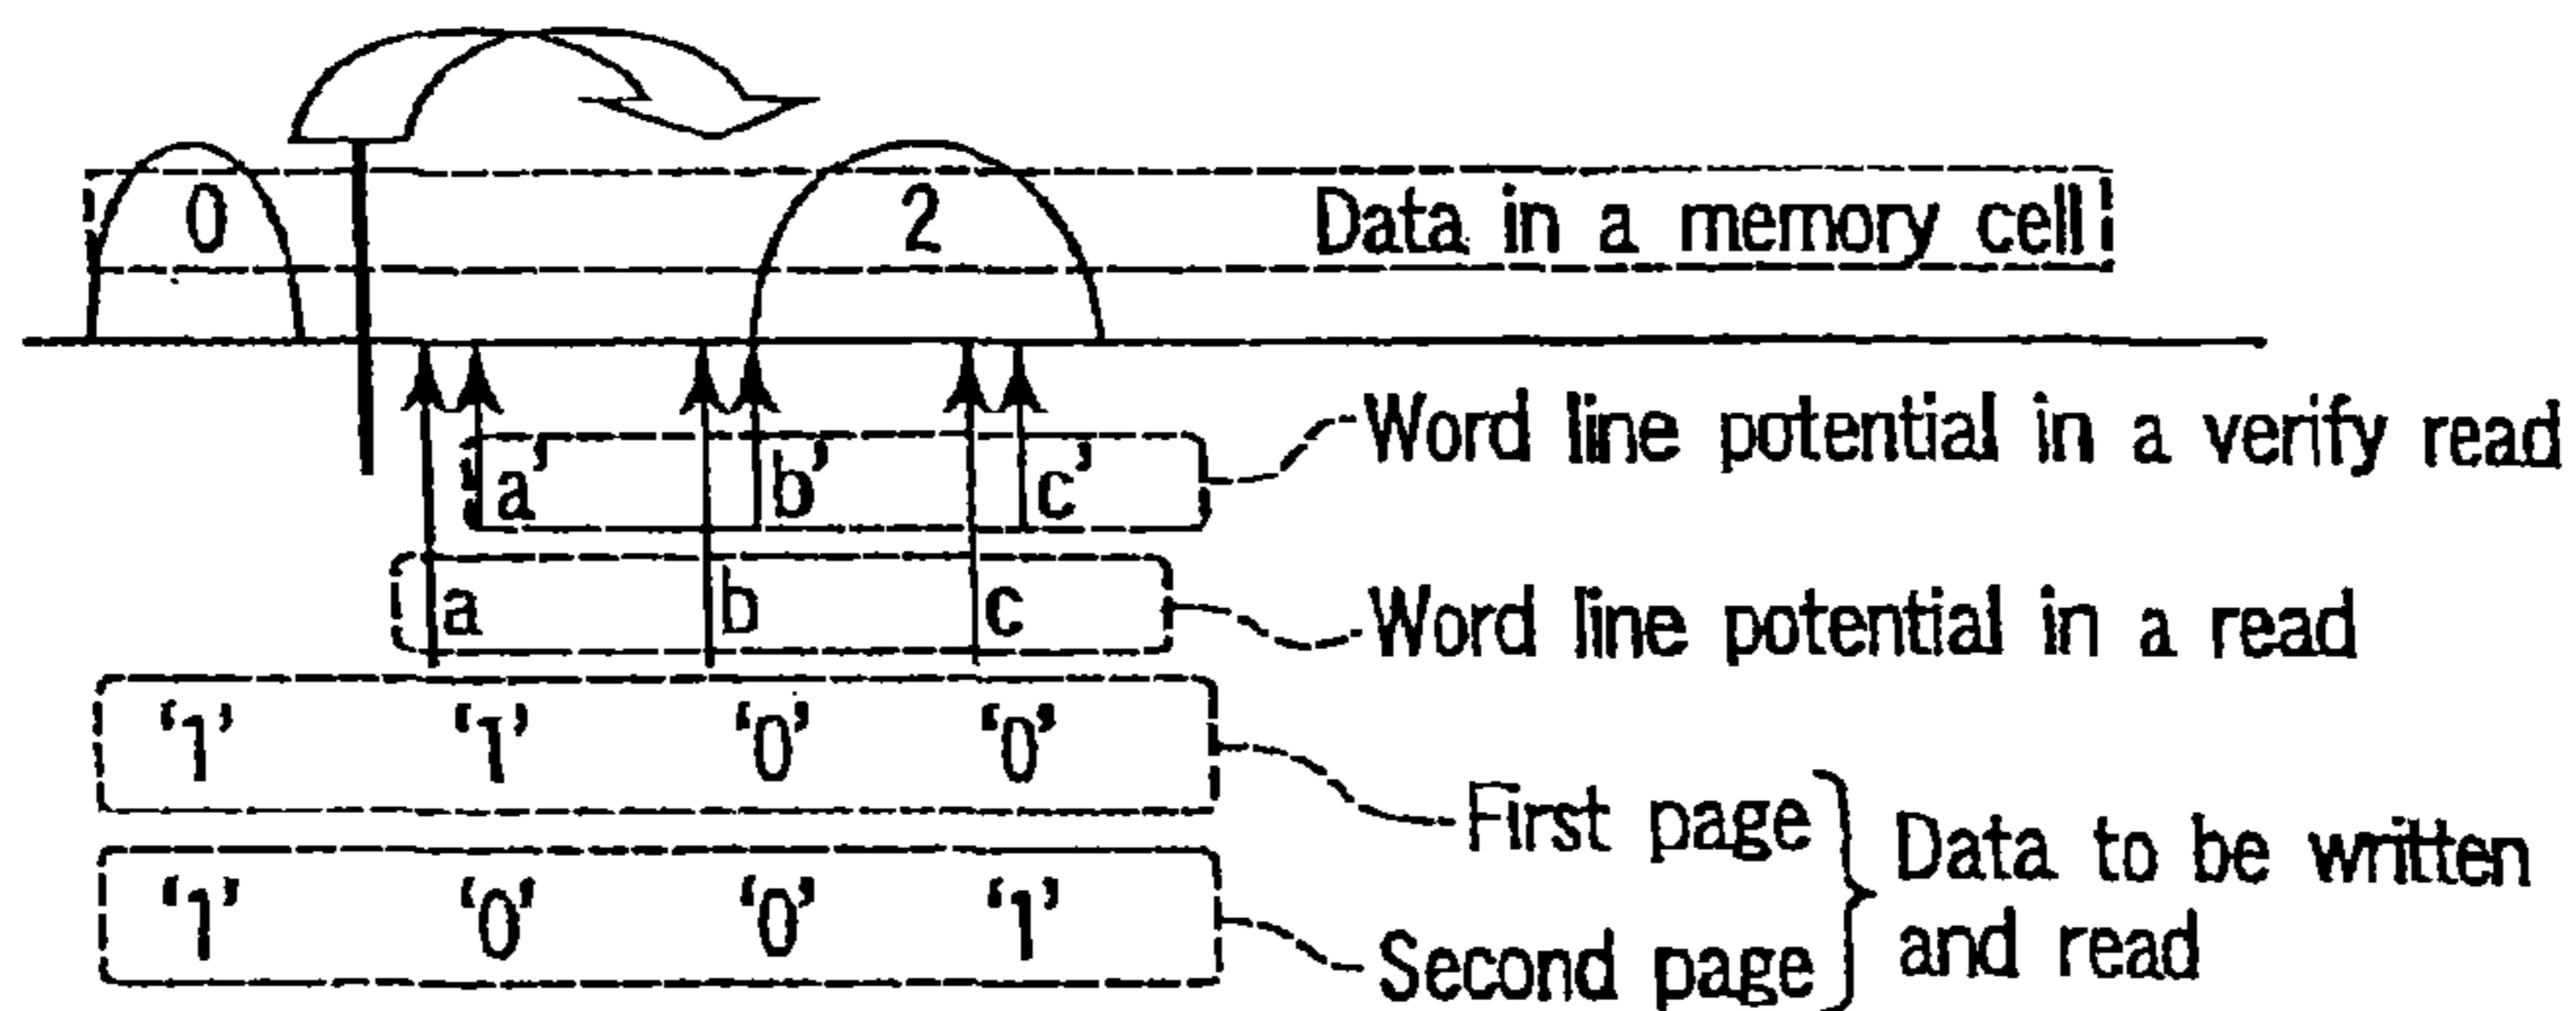 0 2 Data in a memory cell
a' b' c' Word line potential in a verify read
a b c Word line potential in a read
‘1’ ‘1’ ‘0’ ‘0’ First page
‘1’ ‘0’ ‘0’ ‘1’ Second page
Data to be written
and read